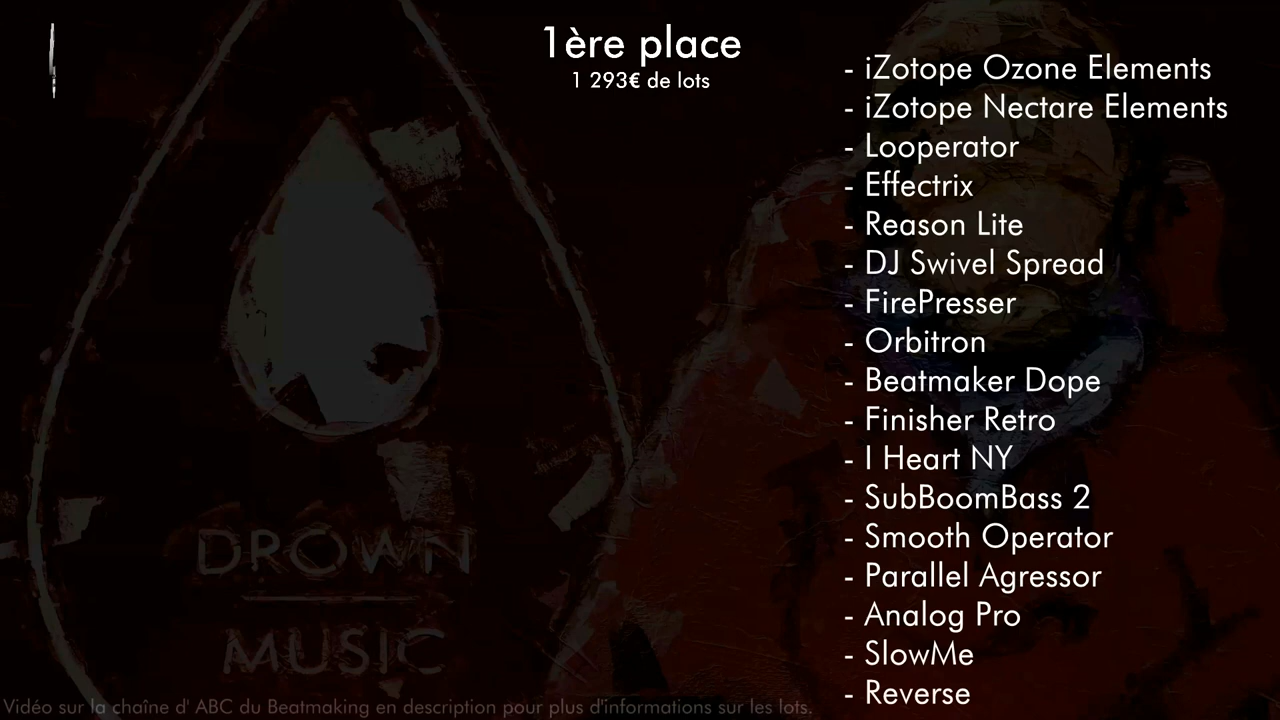 1ère place
1 293€ de lots
- iZotope Ozone Elements
- iZotope Nectare Elements
- Looperator
- Effectrix
- Reason Lite
- DJ Swivel Spread
- FirePresser
- Orbitron
- Beatmaker Dope
- Finisher Retro
- I Heart NY
- SubBoomBass 2
- Smooth Operator
- Parallel Agressor
- Analog Pro
- SlowMe
- Reverse
DROWN
MUSIC
Vidéo sur la chaîne d' ABC du Beatmaking en description pour plus d'informations sur les lots.